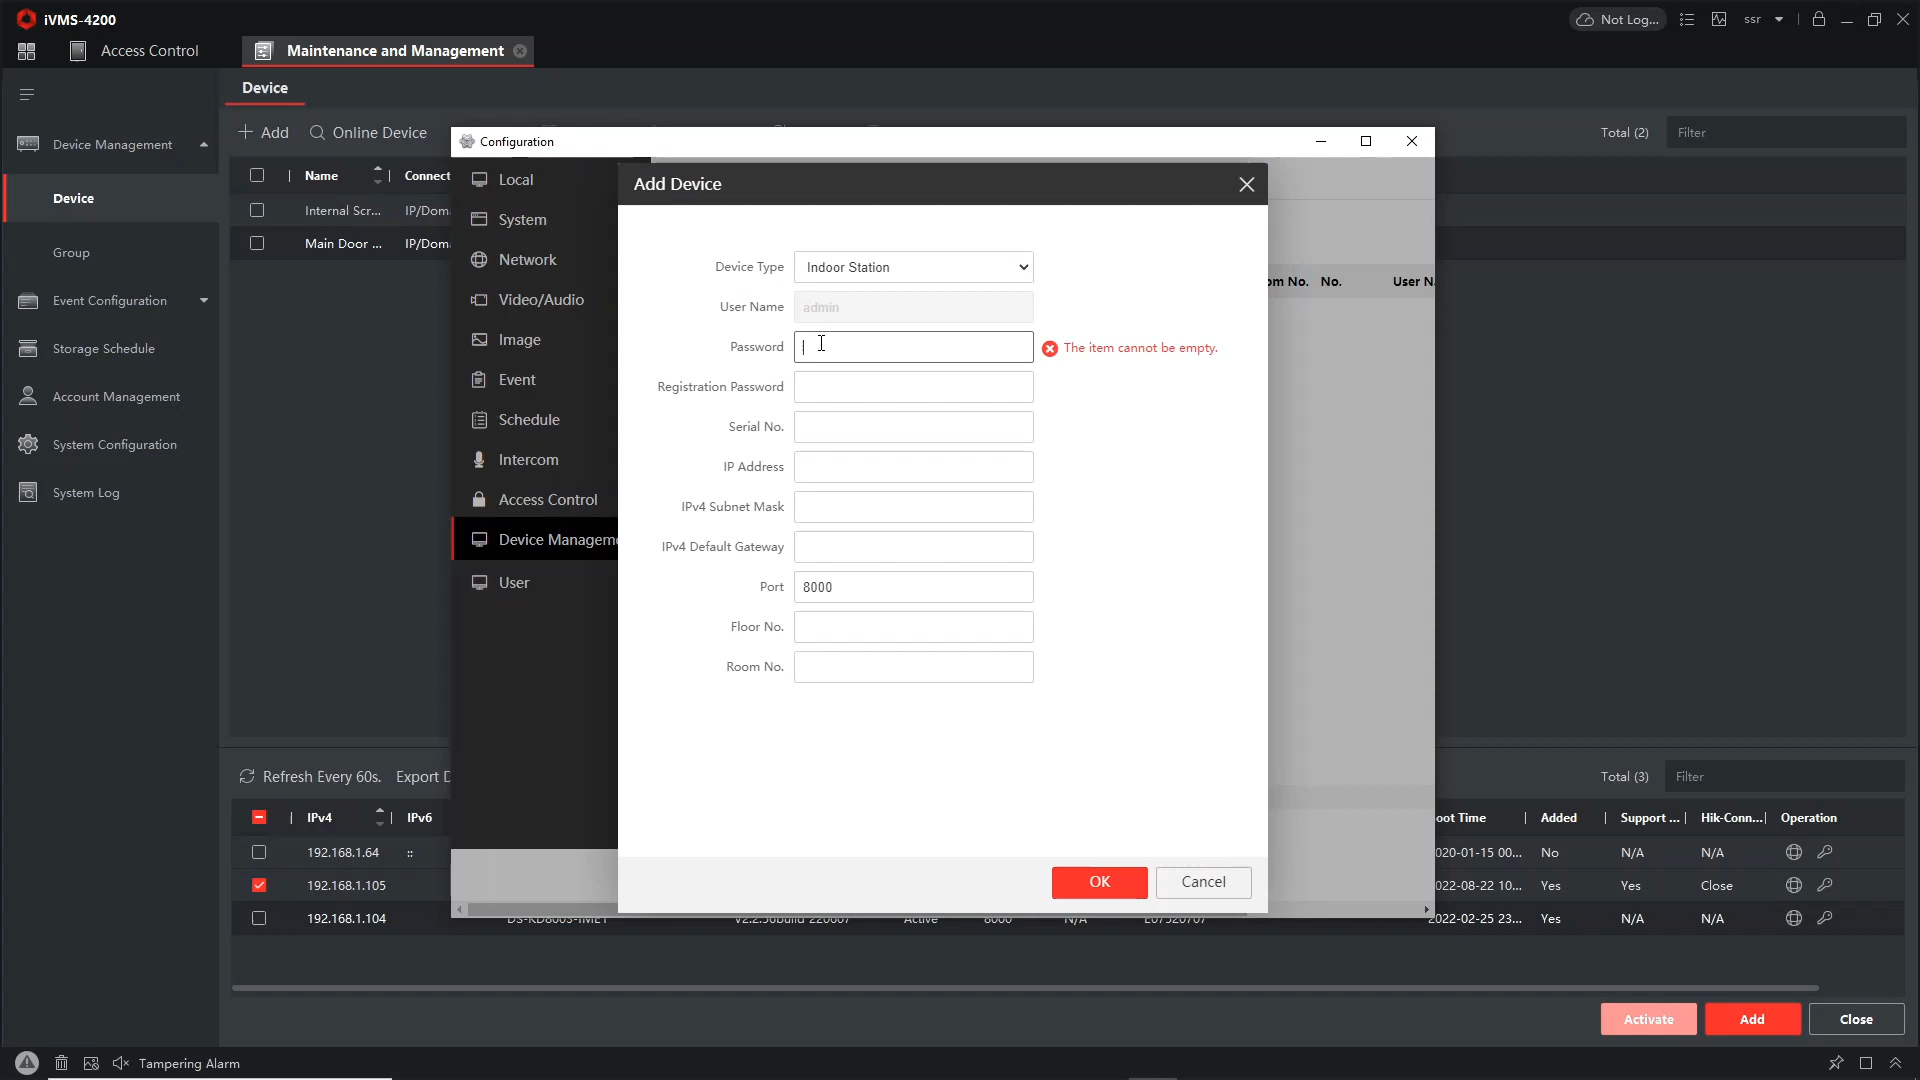 iVMS-4200
Not Log...
ssr
Access Control
Maintenance and Management
Device
Add
Online Device
Total (2)
Filter
Device Management
Device
Group
Event Configuration
Storage Schedule
Account Management
System Configuration
System Log
Name
Connect
Internal Scr...
IP/Doma
Main Door ...
IP/Dom
Configuration
Local
System
Network
Video/Audio
Image
Event
Schedule
Intercom
Access Control
Device Manageme
User
om No.
No.
User N
Add Device
Device Type
Indoor Station
User Name
admin
Password
The item cannot be empty.
Registration Password
Serial No.
IP Address
IPv4 Subnet Mask
IPv4 Default Gateway
Port
8000
Floor No.
Room No.
OK
Cancel
Refresh Every 60s.
Export D
Total (3)
Filter
IPv4
IPv6
oot Time
Added
Support ...
Hik-Conn...
Operation
192.168.1.64
::
020-01-15 00...
No
N/A
N/A
192.168.1.105
022-08-22 10...
Yes
Yes
Close
192.168.1.104
2022-02-25 23...
Yes
N/A
N/A
Activate
Add
Close
Tampering Alarm